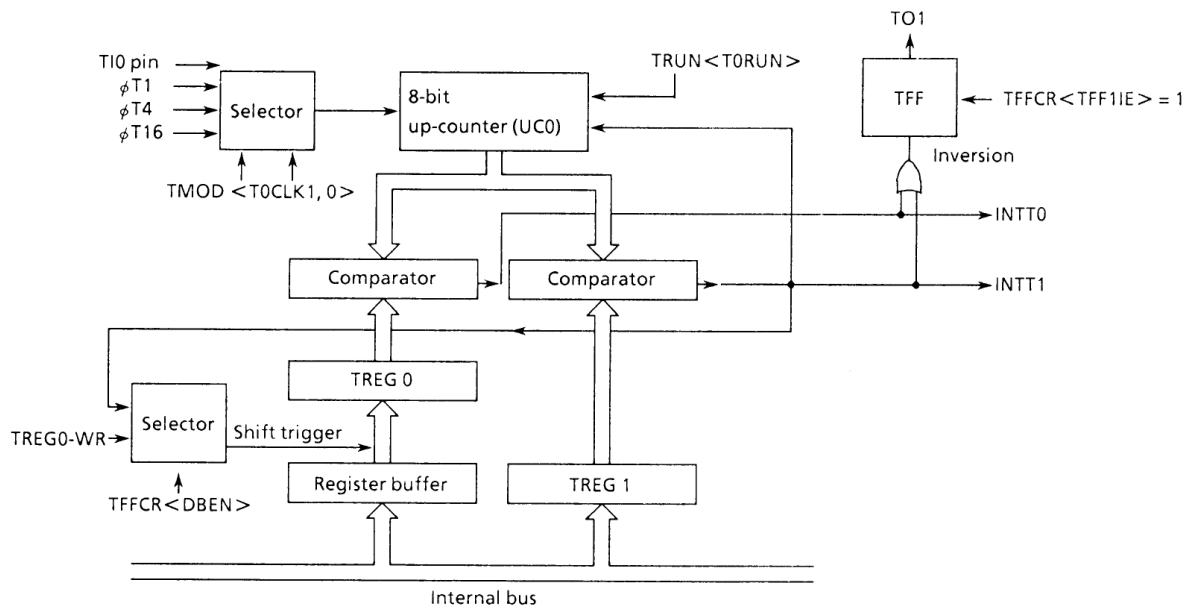 TO1
TI0 pin
TRUN<T0RUN>
ϕT1
8-bit
TFF
TFFCR<TFF1IE> = 1
Selector
ϕT4
up-counter (UC0)
ϕT16
Inversion
TMOD <T0CLK1, 0>
INTT0
Comparator
Comparator
INTT1
TREG 0
Selector
TREG0-WR
Shift trigger
Register buffer
TREG 1
TFFCR<DBEN>
Internal bus